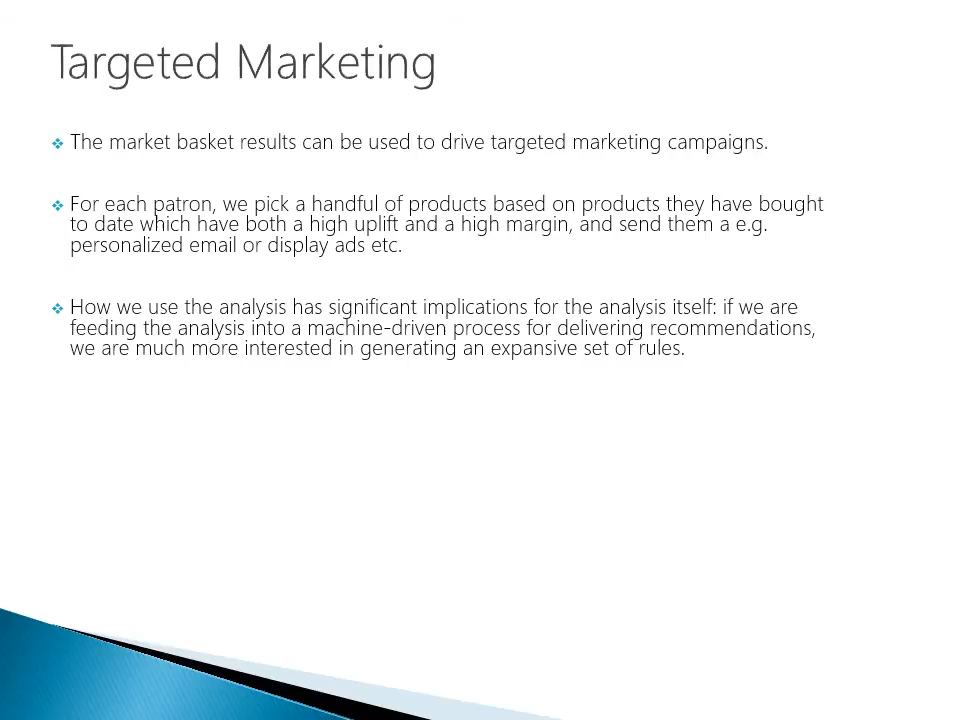 Targeted Marketing
The market basket results can be used to drive targeted marketing campaigns.
For each patron, we pick a handful of products based on products they have bought
to date which have both a high uplift and a high margin, and send them a e.g.
personalized email or display ads etc.
How we use the analysis has significant implications for the analysis itself: if we are
feeding the analysis into a machine-driven process for delivering recommendations,
we are much more interested in generating an expansive set of rules.